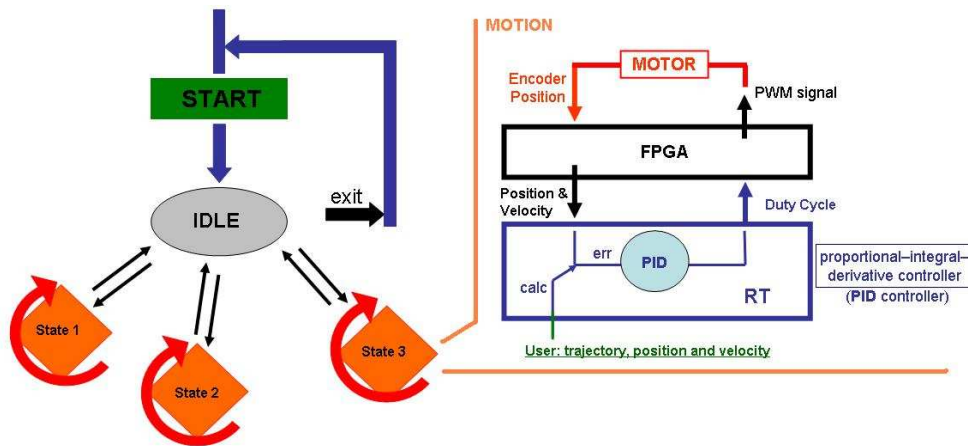 START
IDLE
exit
State 1
State 2
State 3
MOTION
MOTOR
Encoder
Position
PWM signal
FPGA
Position &
Velocity
Duty Cycle
err
PID
calc
RT
proportional–integral–
derivative controller
(PID controller)
User: trajectory, position and velocity